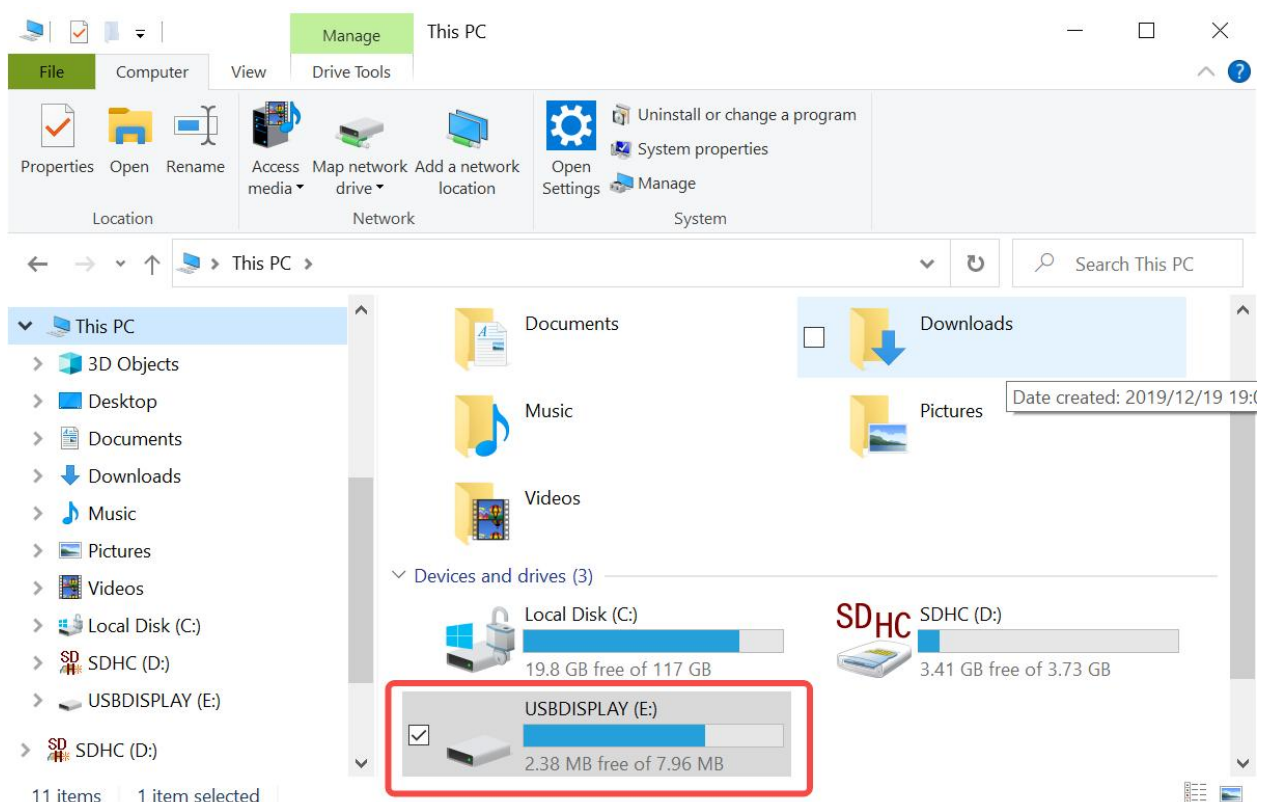 Manage This PC
File Computer View Drive Tools
Properties Open Rename Access media Map network drive Add a network location Open Settings Uninstall or change a program
System properties
Manage
Location Network System
This PC Search This PC
This PC
3D Objects
Desktop
Documents
Downloads
Music
Pictures
Videos
Local Disk (C:)
SDHC (D:)
USBDISPLAY (E:)
SDHC (D:)
Documents Downloads
Date created: 2019/12/19 19:0
Music Pictures
Videos
Devices and drives (3)
Local Disk (C:)
19.8 GB free of 117 GB
SDHC SDHC (D:)
3.41 GB free of 3.73 GB
USBDISPLAY (E:)
2.38 MB free of 7.96 MB
11 items 1 item selected